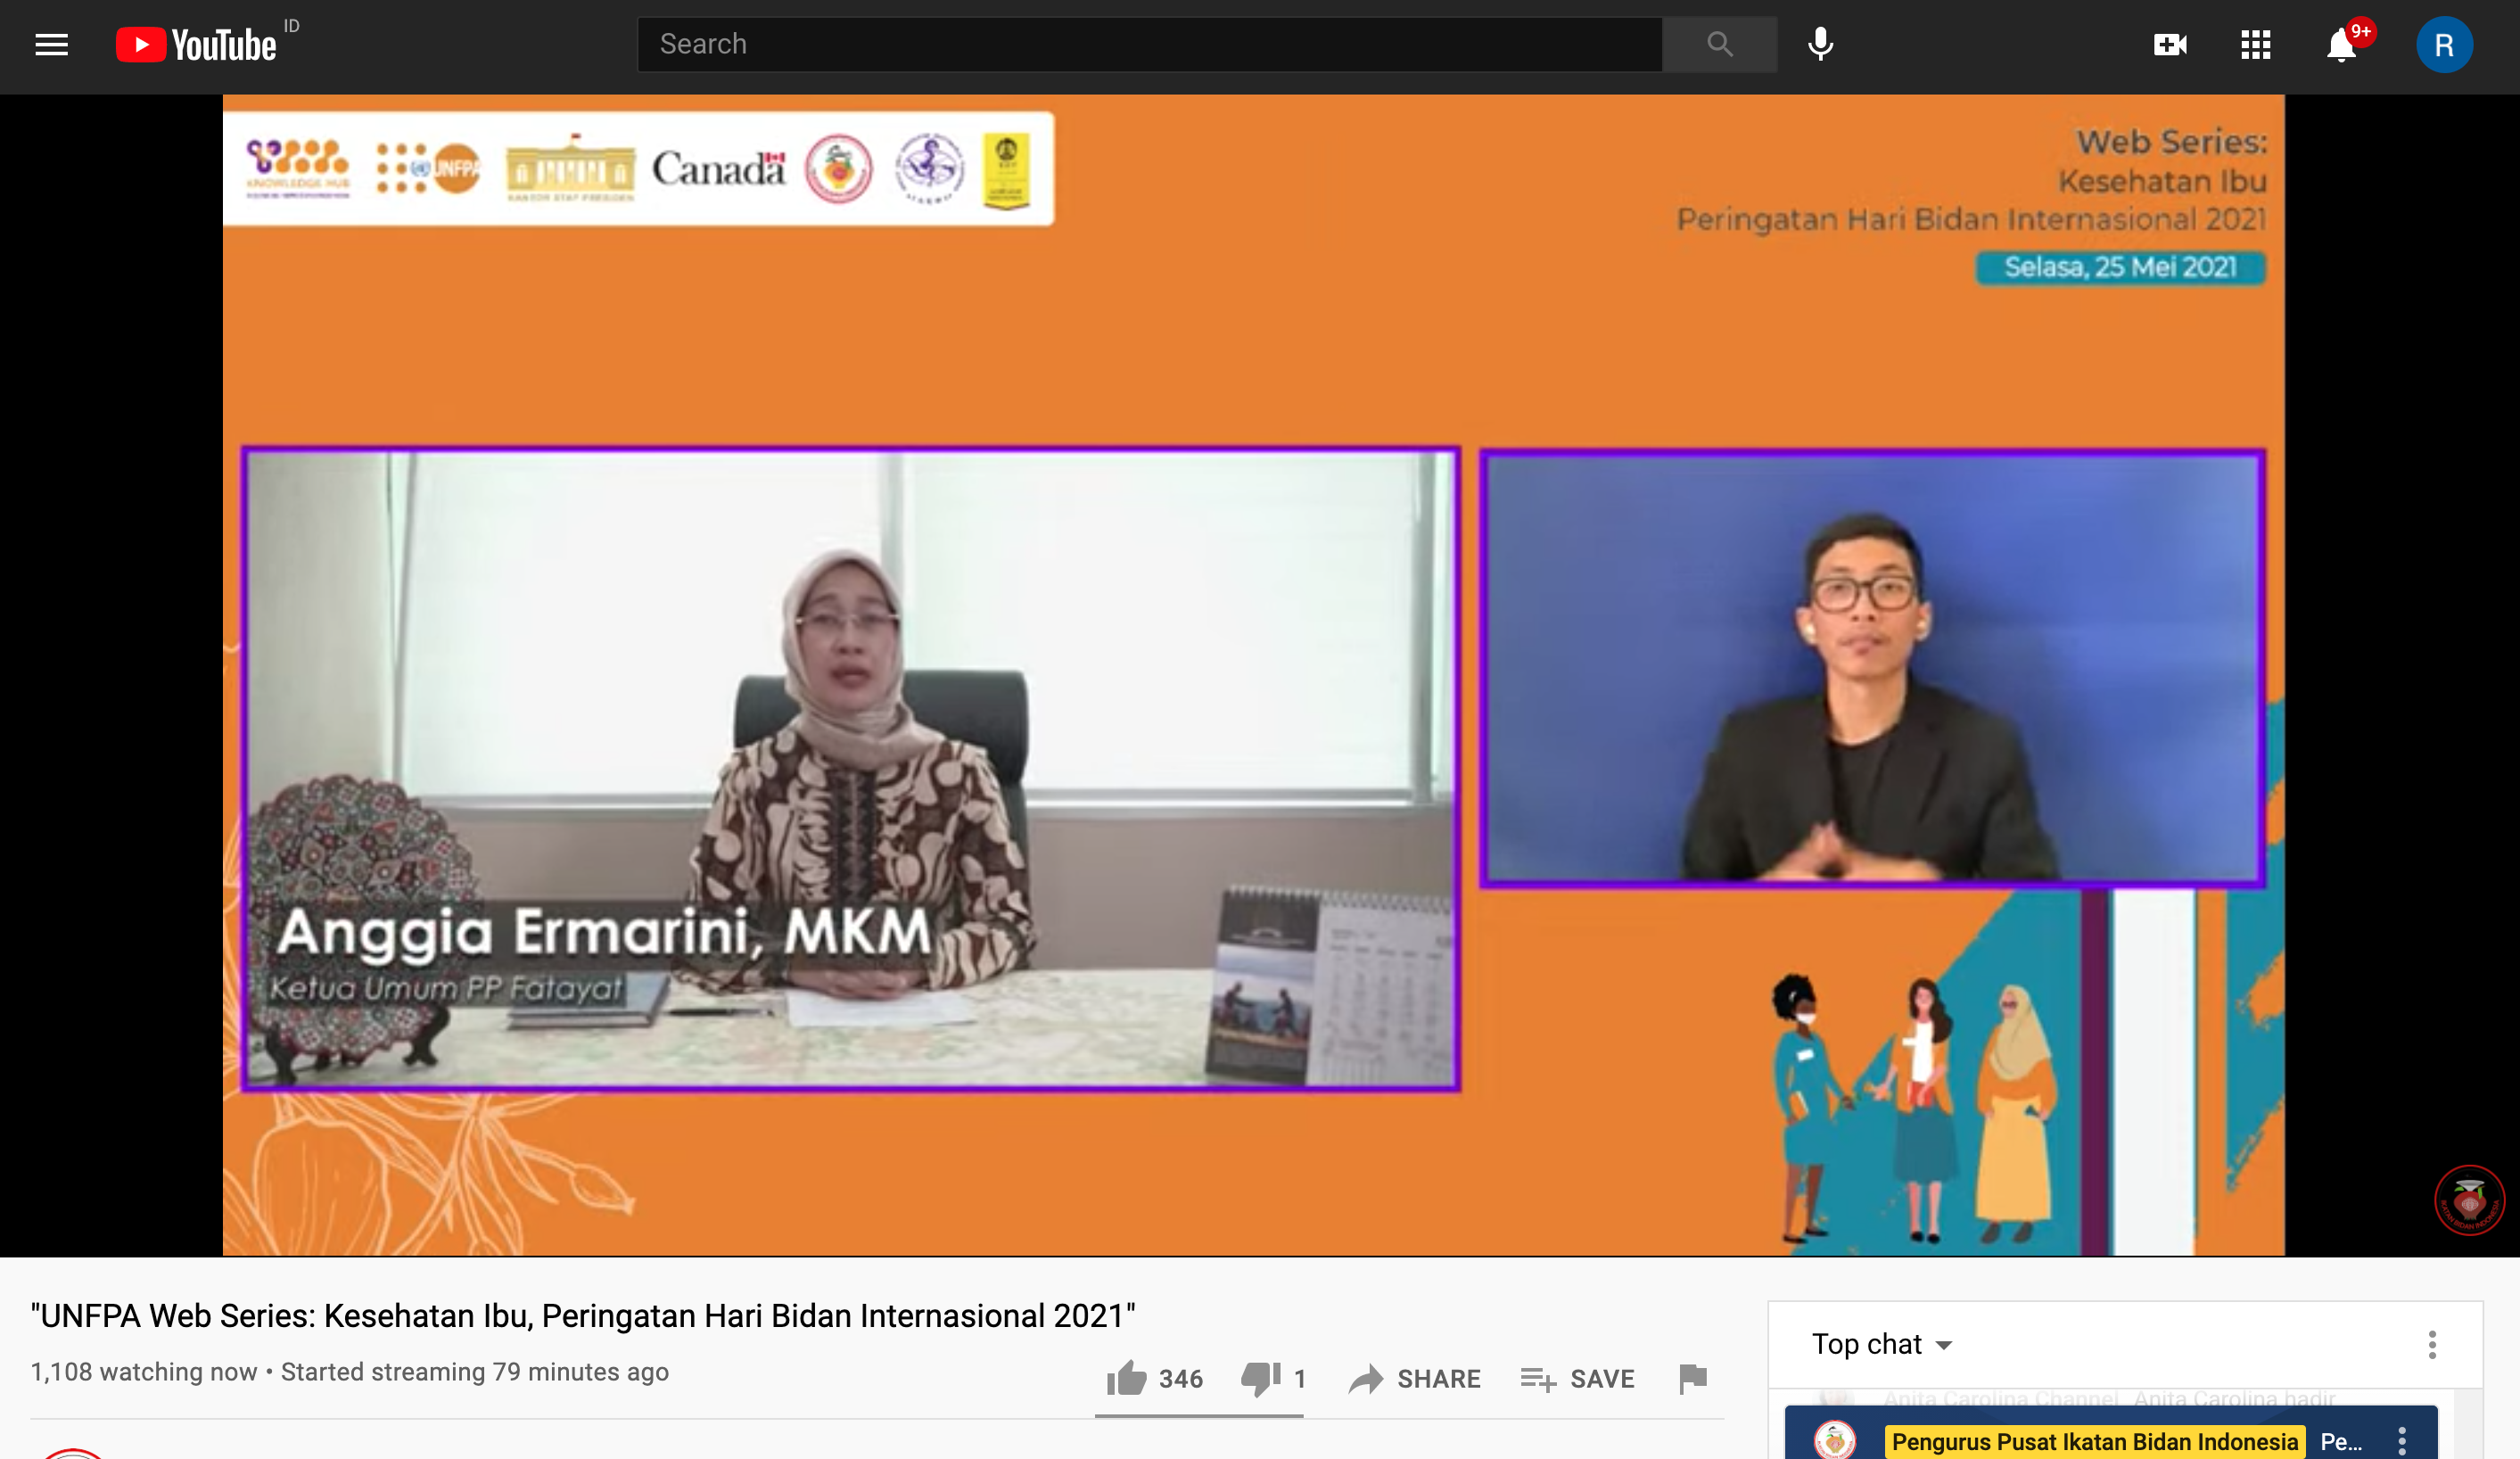 YouTube ID
Search
9+
R
KNOWLEDGE HUB
UNFPA
KANTOR STAF PRESIDEN
Canada
Web Series:
Kesehatan Ibu
Peringatan Hari Bidan Internasional 2021
Selasa, 25 Mei 2021
Anggia Ermarini, MKM
Ketua Umum PP Fatayat
IKATAN BIDAN INDONESIA
"UNFPA Web Series: Kesehatan Ibu, Peringatan Hari Bidan Internasional 2021"
1,108 watching now • Started streaming 79 minutes ago
346
1
SHARE
SAVE
Top chat
Anita Carolina Channel Anita Carolina hadir
Pengurus Pusat Ikatan Bidan Indonesia Pe...